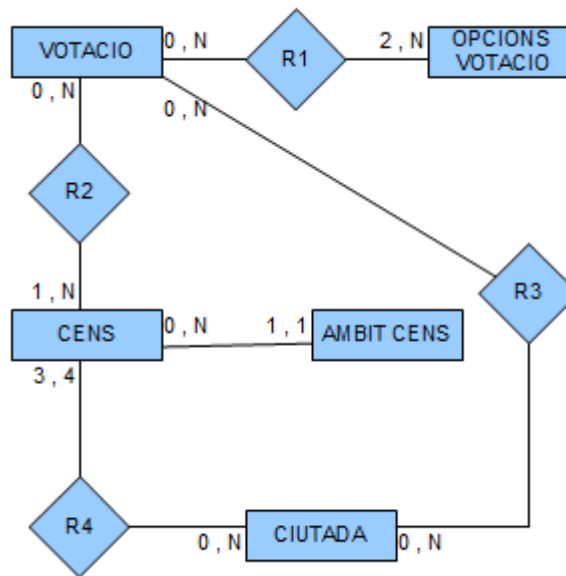 VOTACIO
0 , N
R1
2 , N
OPCIONS
VOTACIO
0 , N
0 , N
R2
R3
1 , N
CENS
0 , N
1 , 1
AMBIT CENS
3 , 4
R4
0 , N
CIUTADA
0 , N